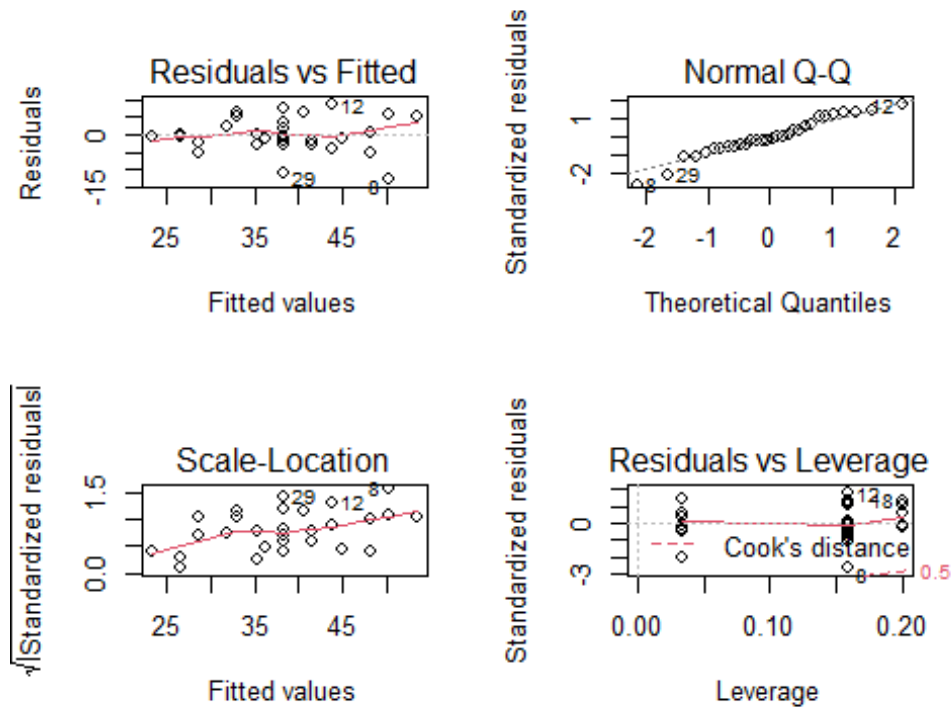 Residuals vs Fitted
Residuals
0
-15
12
29
8
25 35 45
Fitted values
Normal Q-Q
Standardized residuals
1
-2
12
29
8
-2 -1 0 1 2
Theoretical Quantiles
Scale-Location
√|Standardized residuals|
1.5
0.0
8
29
12
25 35 45
Fitted values
Residuals vs Leverage
Standardized residuals
0
-3
12
18
Cook's distance
8
0.5
0.00 0.10 0.20
Leverage